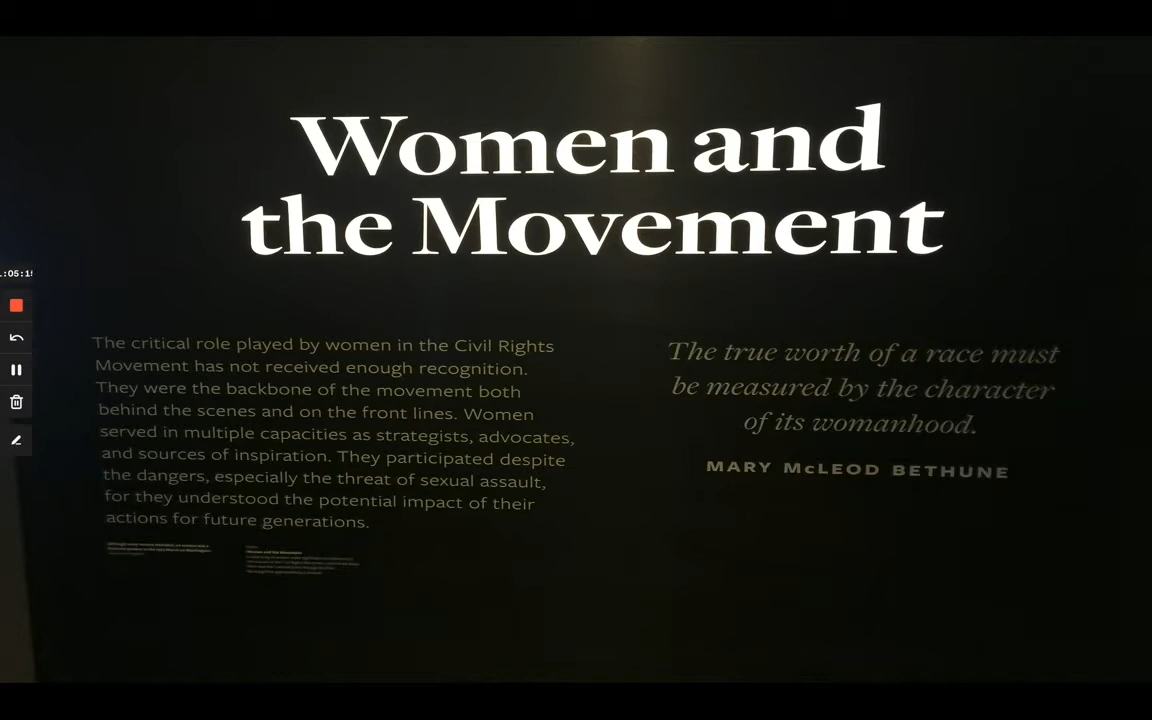 Women and
the Movement
The critical role played by women in the Civil Rights
Movement has not received enough recognition.
They were the backbone of the movement both
behind the scenes and on the front lines. Women
served in multiple capacities as strategists, advocates,
and sources of inspiration. They participated despite
the dangers, especially the threat of sexual assault,
for they understood the potential impact of their
actions for future generations.
The true worth of a race must
be measured by the character
of its womanhood.
MARY McLEOD BETHUNE
Women and the Movement